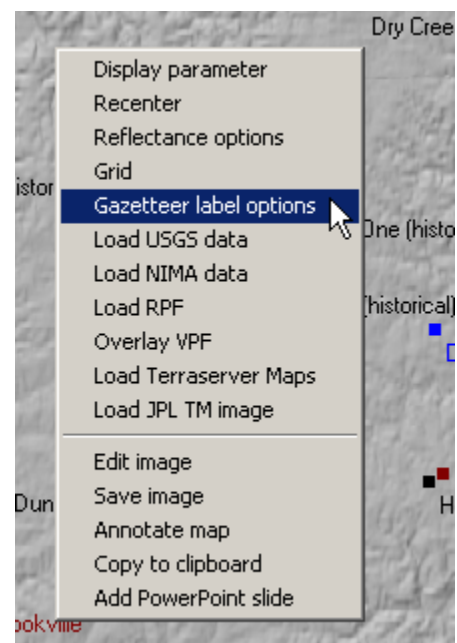 Dry Cree
Display parameter
Recenter
Reflectance options
Grid
istor
Gazetteer label options
One (histo
Load USGS data
Load NIMA data
Load RPF
(historical)
Overlay VPF
Load Terraserver Maps
Load JPL TM image
Edit image
Save image
Dun
H
Annotate map
Copy to clipboard
Add PowerPoint slide
ookville